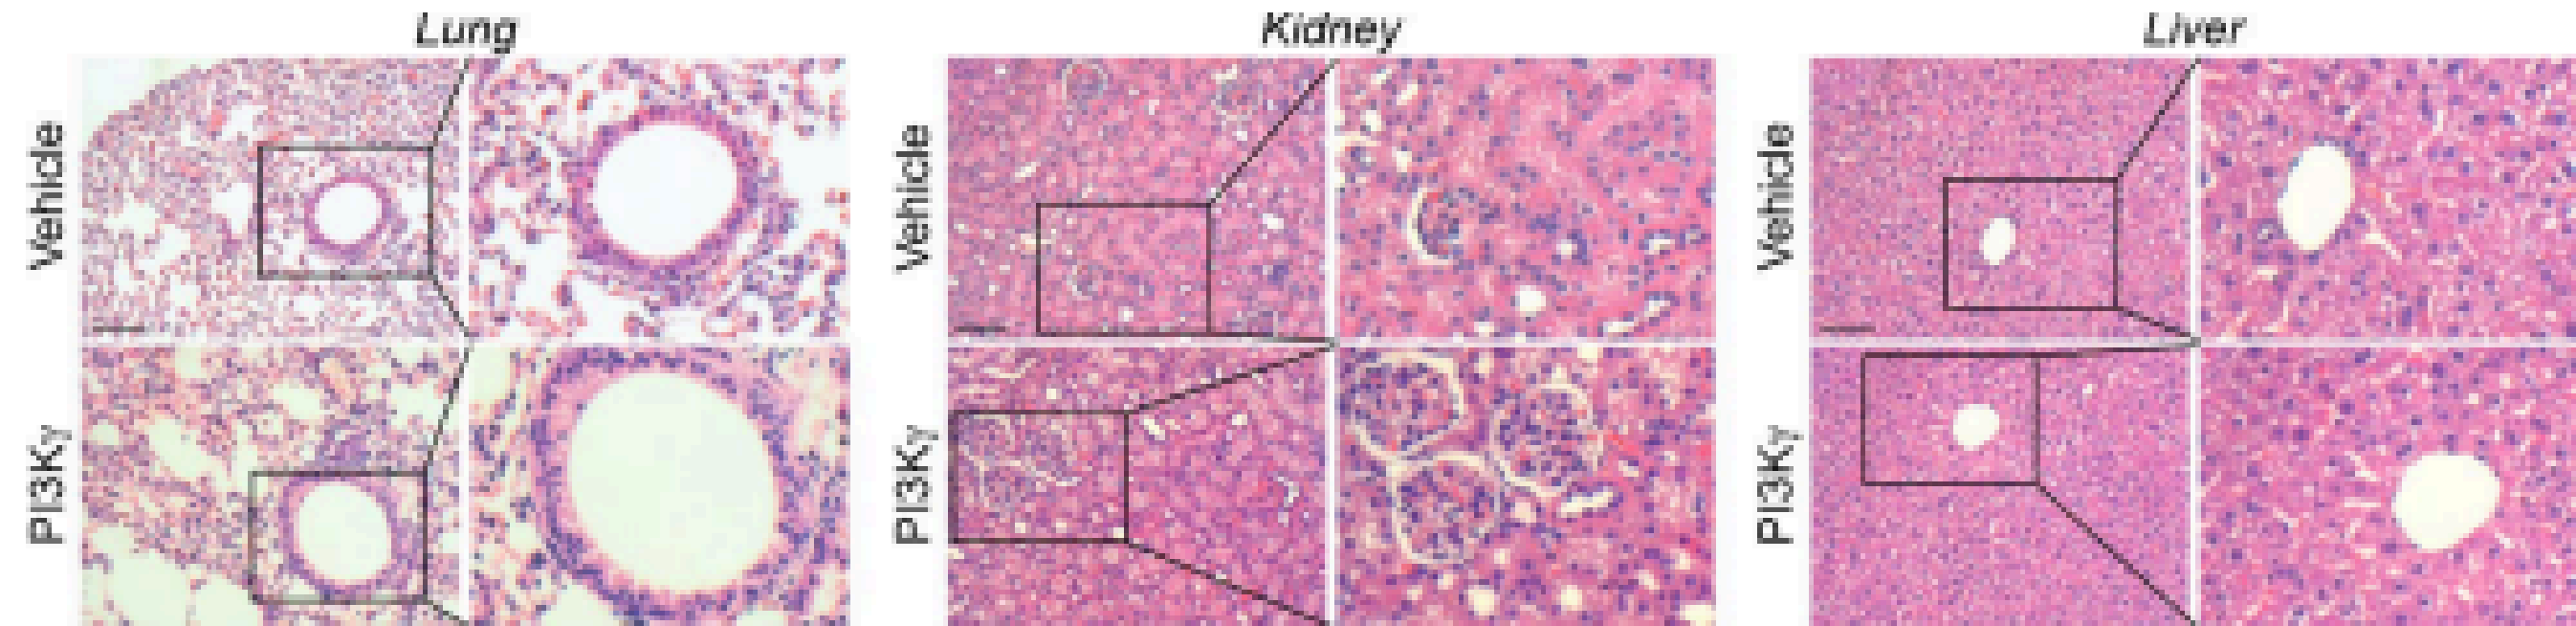 Lung
Kidney
Liver
Vehicle
Vehicle
Vehicle
PI3Kγ
PI3Kγ
PI3Kγ